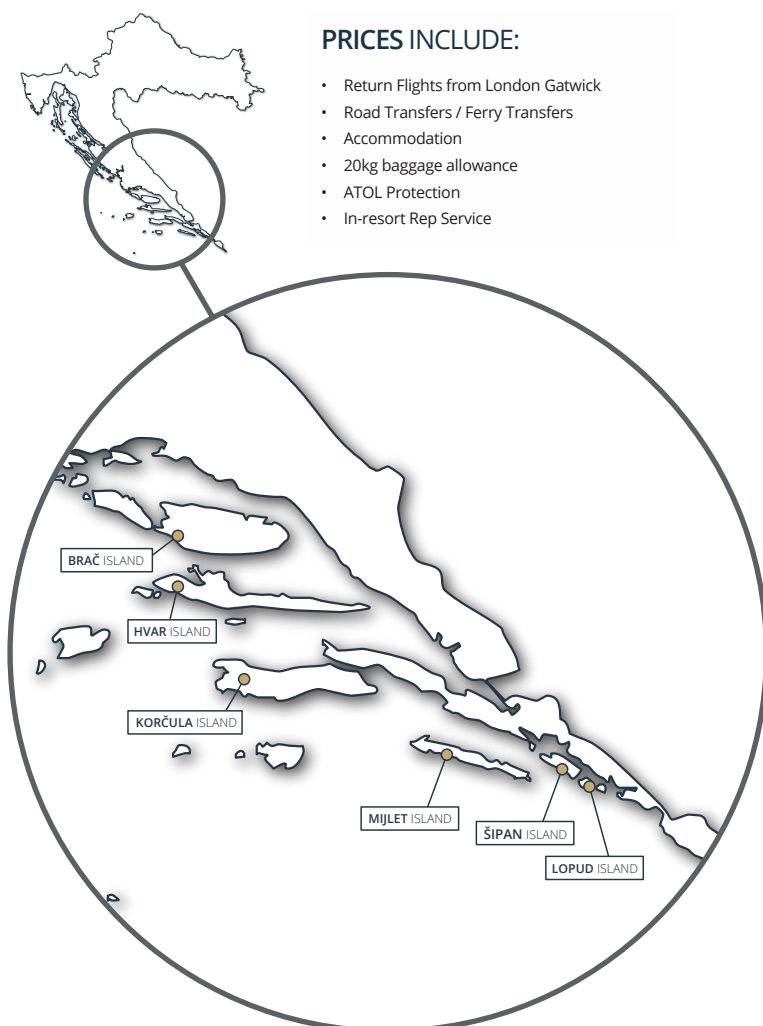 PRICES INCLUDE:
• Return Flights from London Gatwick
• Road Transfers / Ferry Transfers
• Accommodation
• 20kg baggage allowance
• ATOL Protection
• In-resort Rep Service
BRAČ ISLAND
HVAR ISLAND
KORČULA ISLAND
MIJLET ISLAND
ŠIPAN ISLAND
LOPUD ISLAND